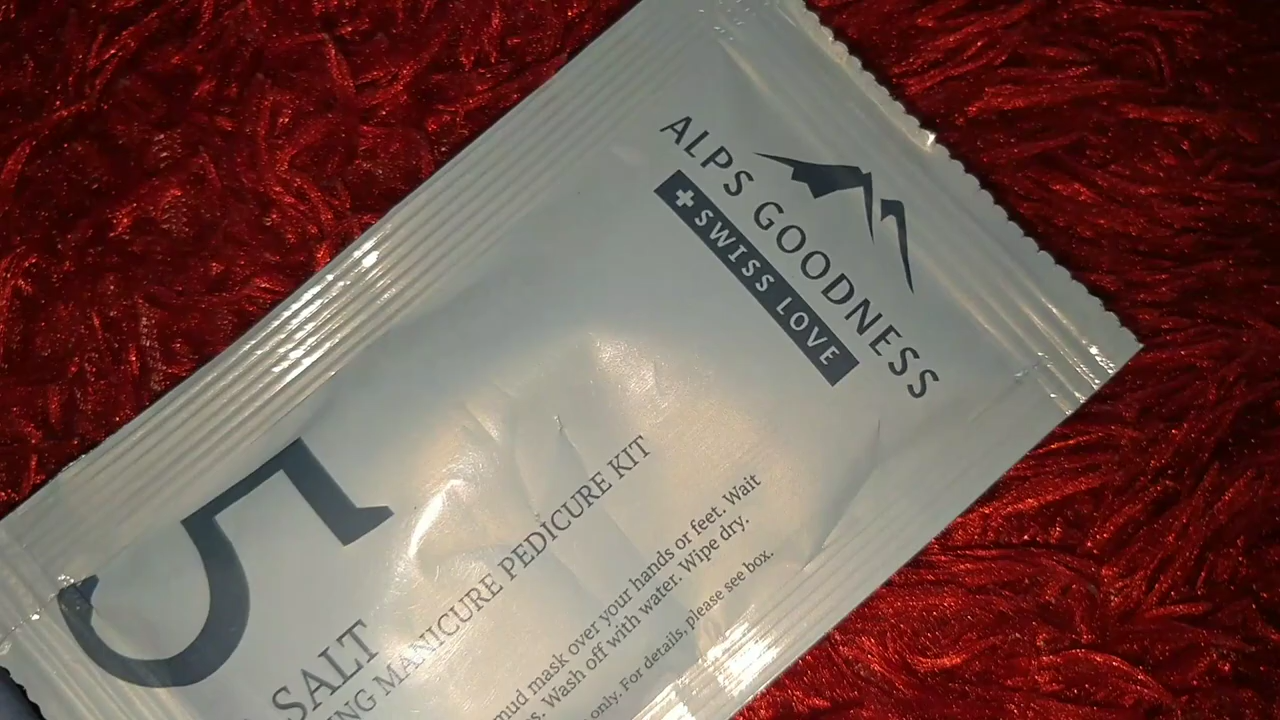 ALPS GOODNESS
+ SWISS LOVE
5
SALT
MANICURE PEDICURE KIT
mud mask over your hands or feet. Wait
Wash off with water. Wipe dry.
only. For details, please see box.